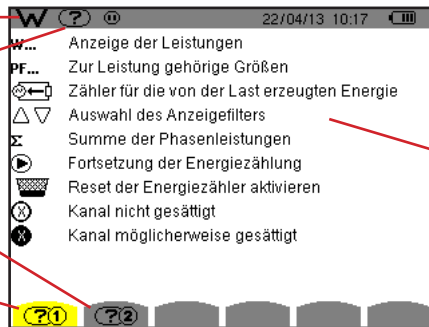 W ? 22/04/13 10:17
W... Anzeige der Leistungen
PF... Zur Leistung gehörige Größen
Zähler für die von der Last erzeugten Energie
Auswahl des Anzeigefilters
Σ Summe der Phasenleistungen
Fortsetzung der Energiezählung
Reset der Energiezähler aktivieren
X Kanal nicht gesättigt
X Kanal möglicherweise gesättigt
?1 ?2